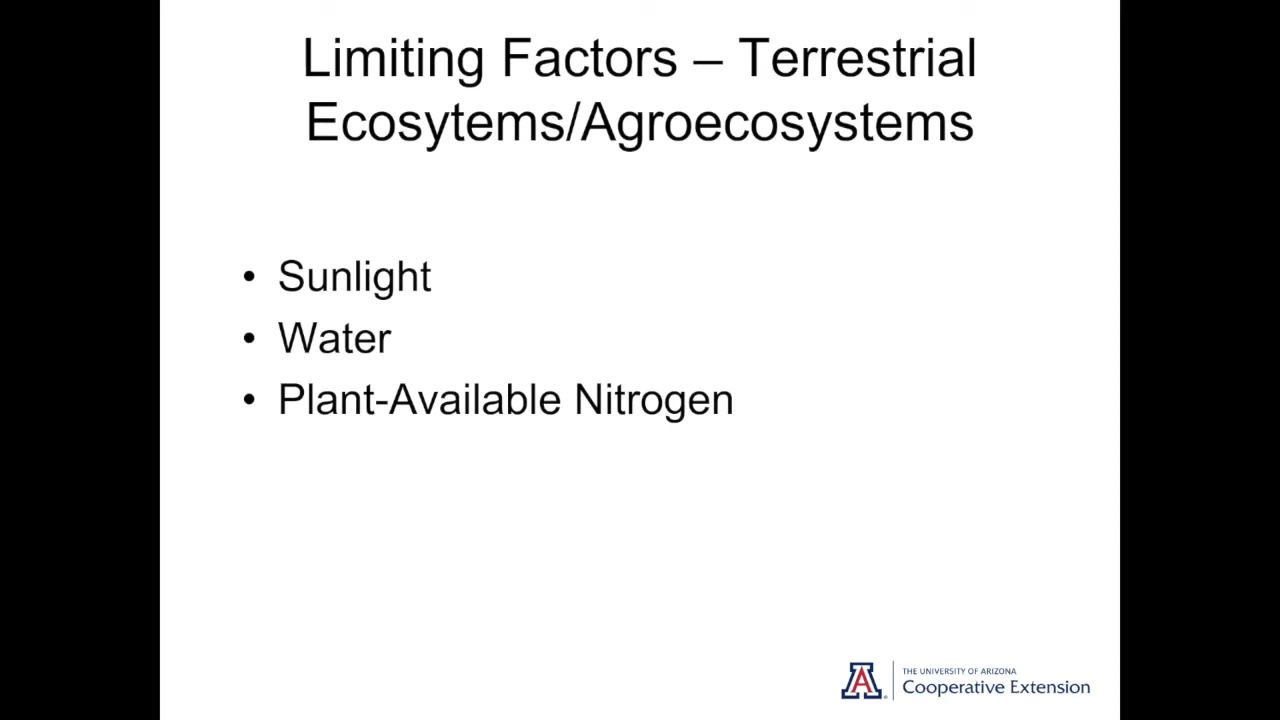 Limiting Factors – Terrestrial
Ecosytems/Agroecosystems
• Sunlight
• Water
• Plant-Available Nitrogen
THE UNIVERSITY OF ARIZONA
Cooperative Extension
A